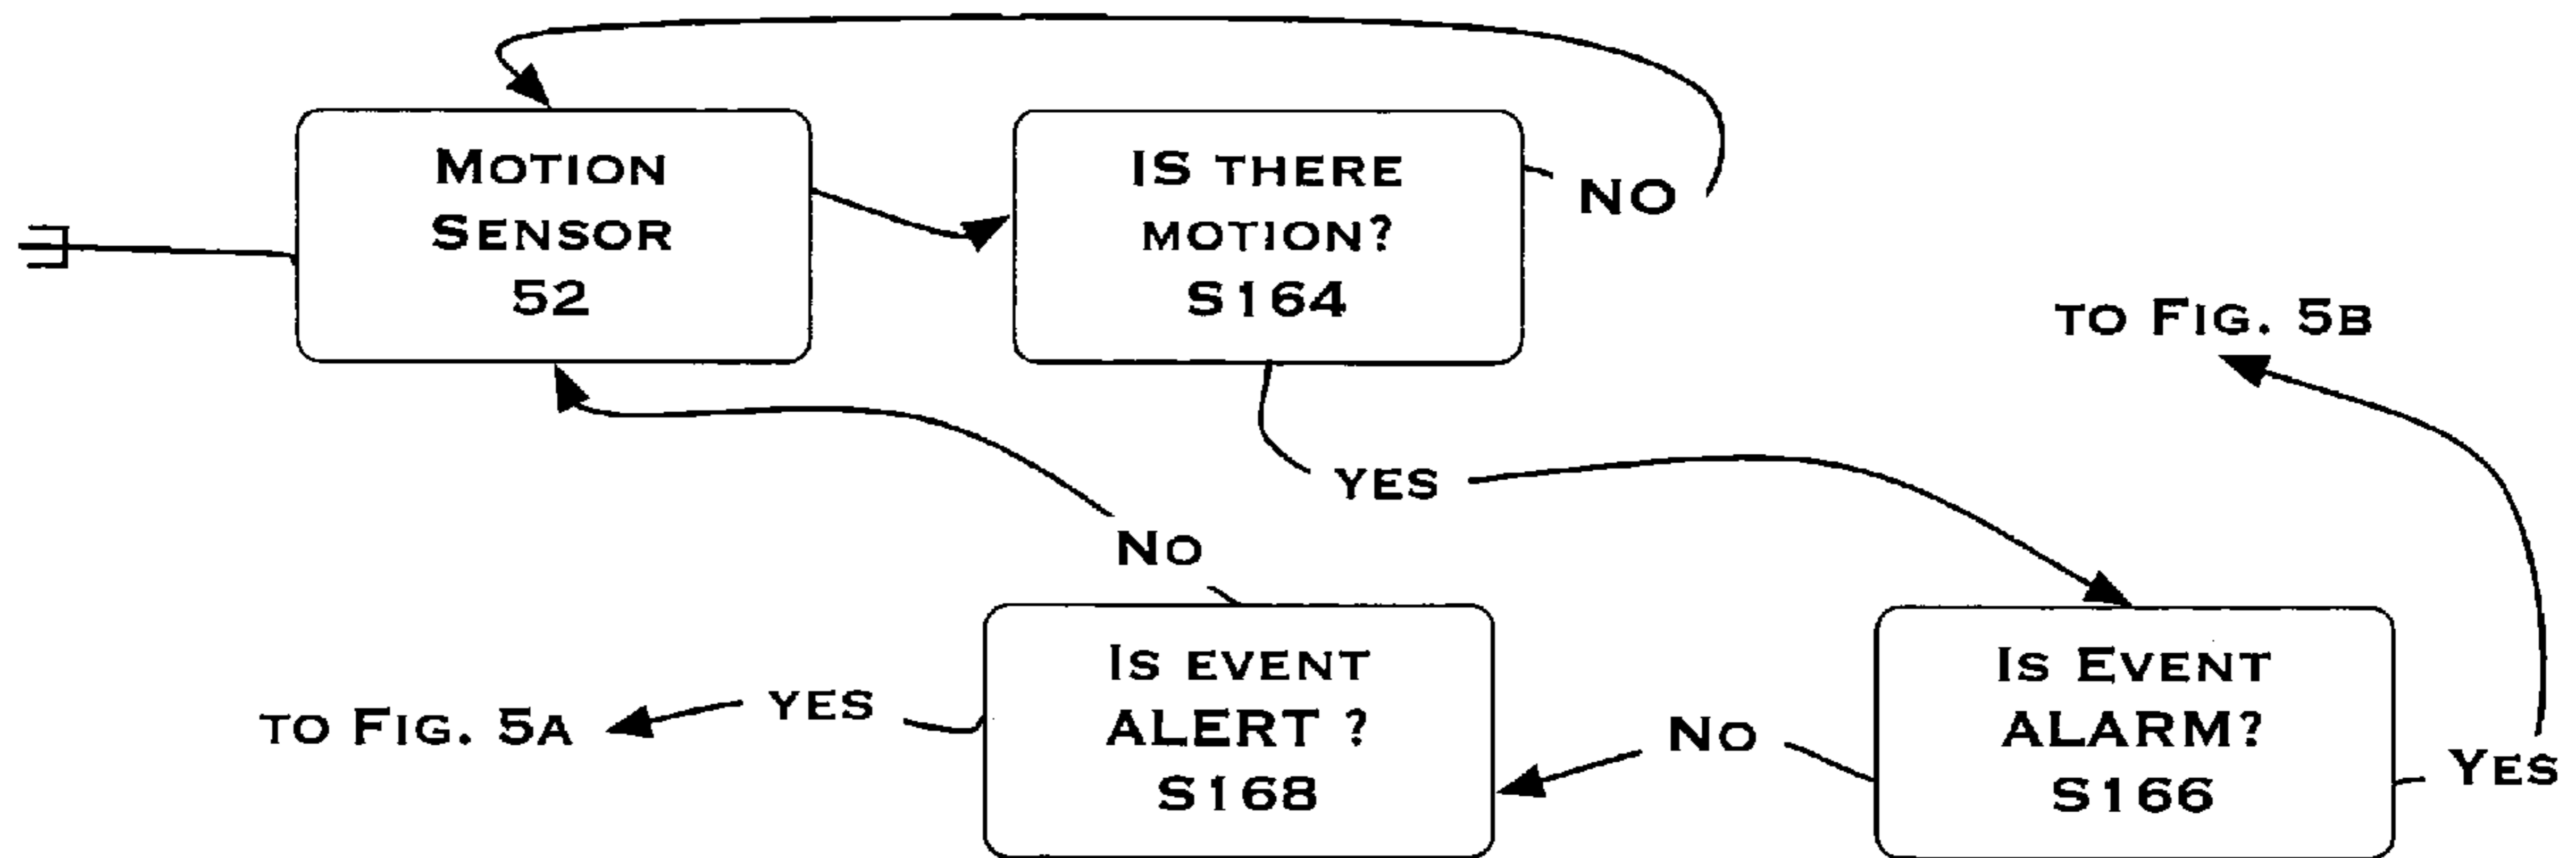 MOTION
SENSOR
52
IS THERE
MOTION?
S164
NO
TO FIG. 5B
YES
NO
IS EVENT
ALERT ?
S168
YES
TO FIG. 5A
NO
IS EVENT
ALARM?
S166
YES